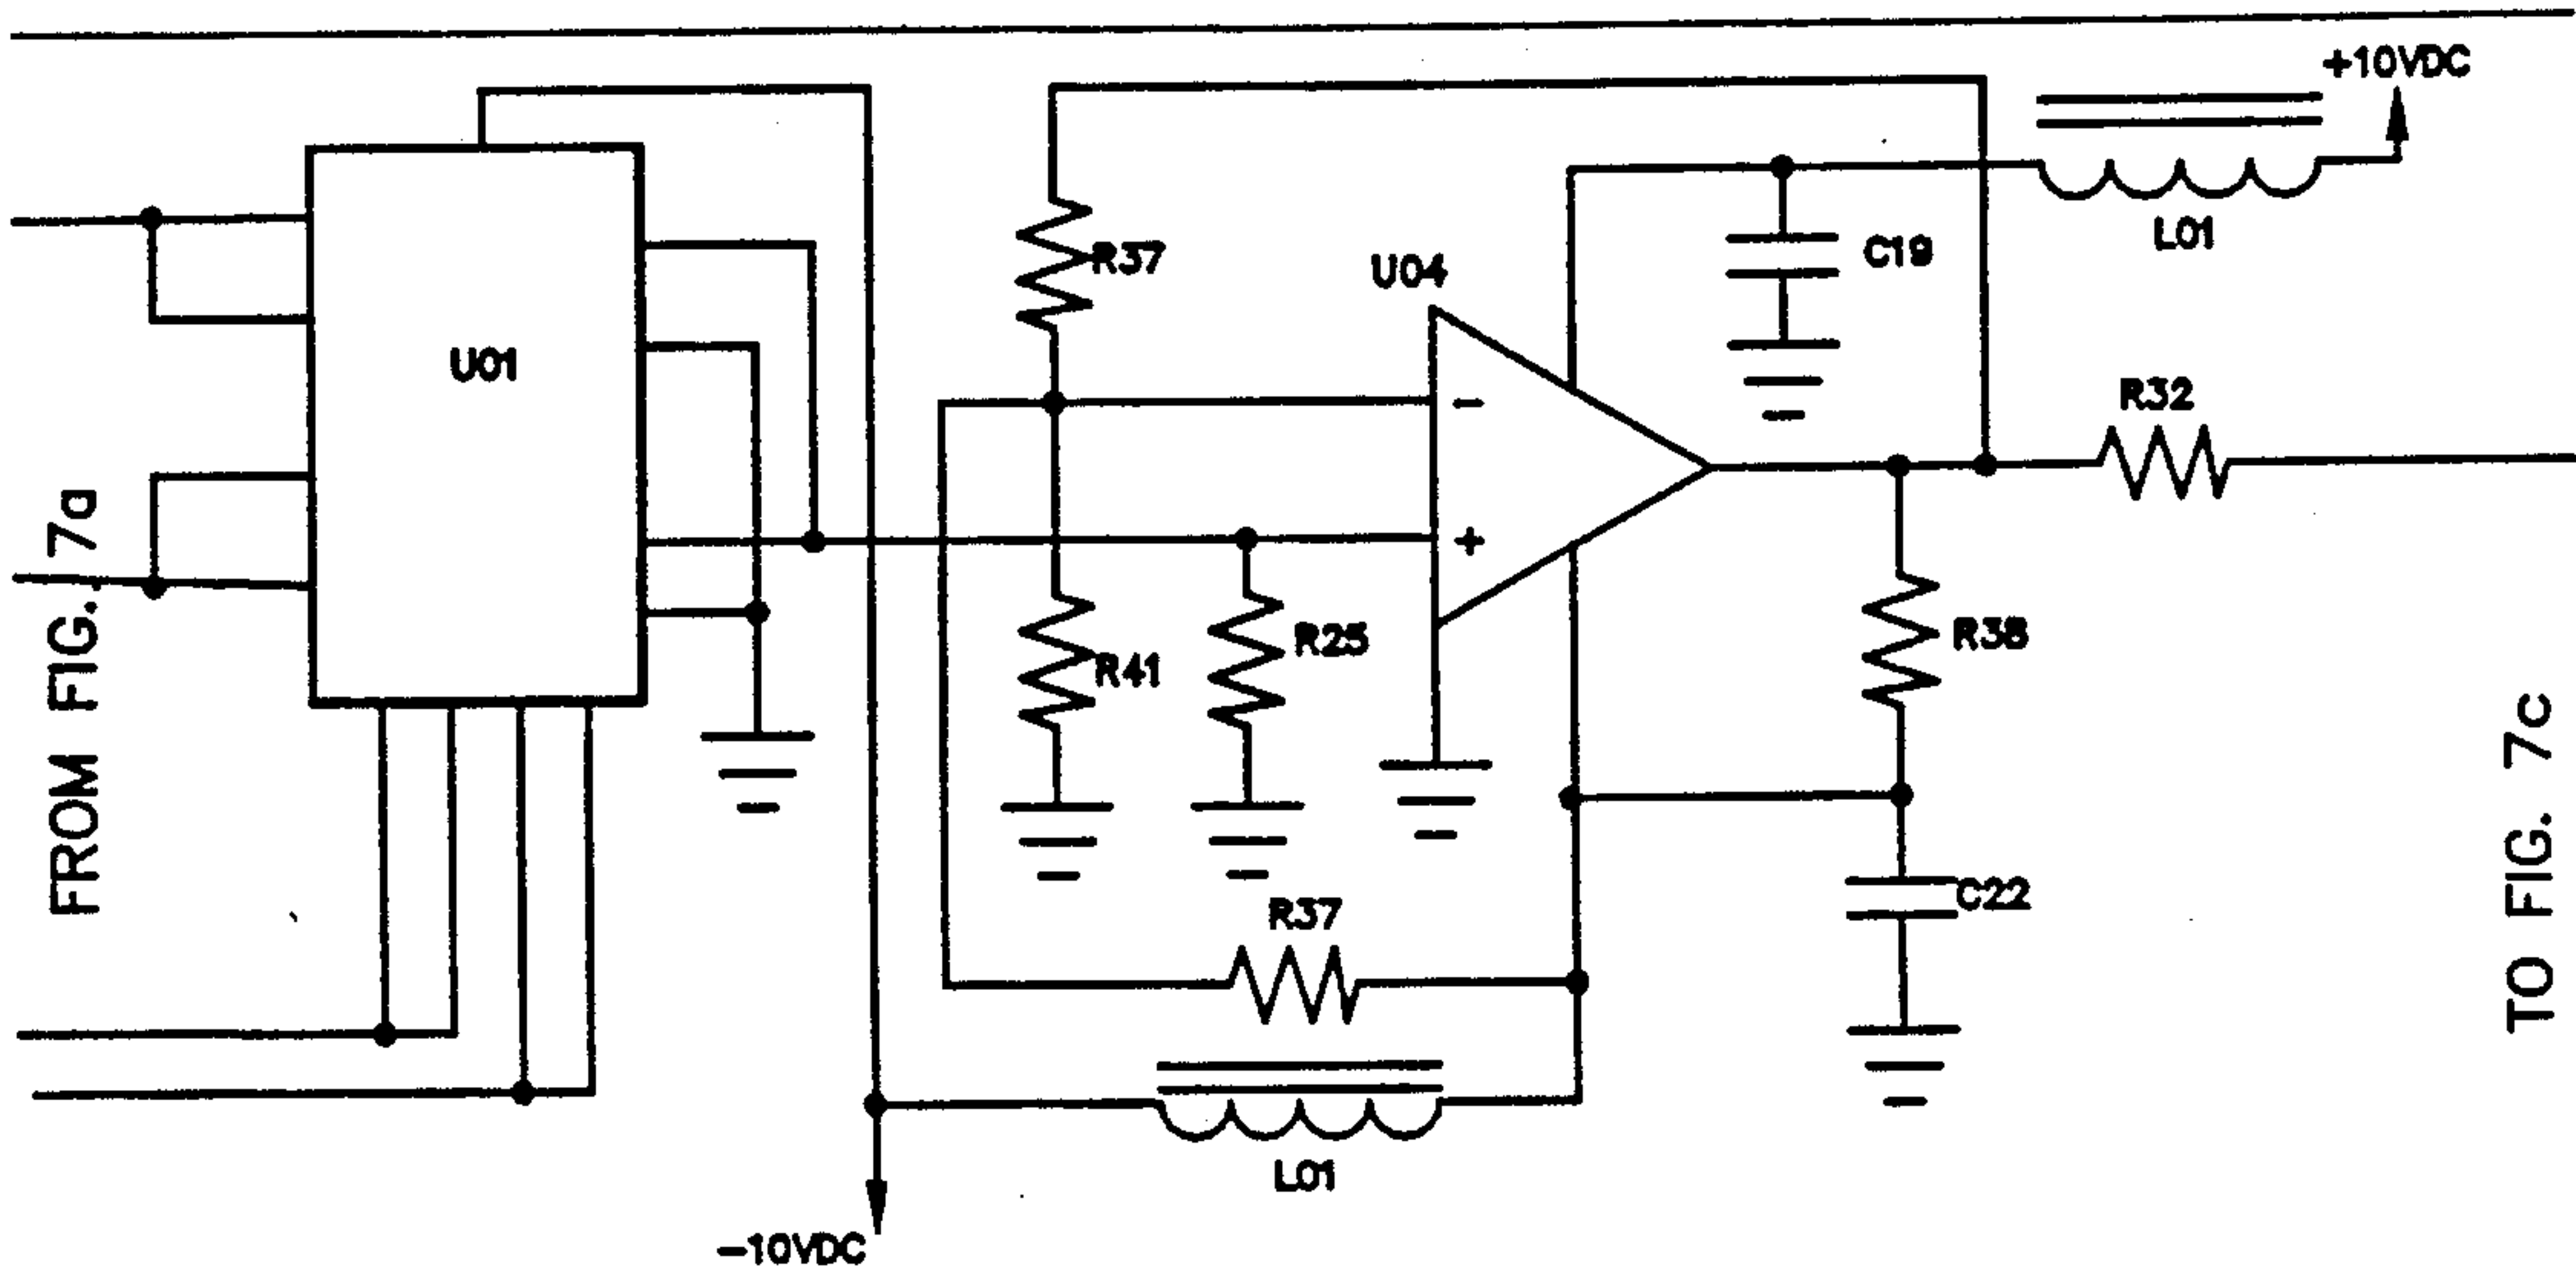 +10VDC
L01
C19
R37
U04
U01
R32
-
+
R25
R38
R41
FROM FIG. 7a
TO FIG. 7c
R37
C22
L01
-10VDC